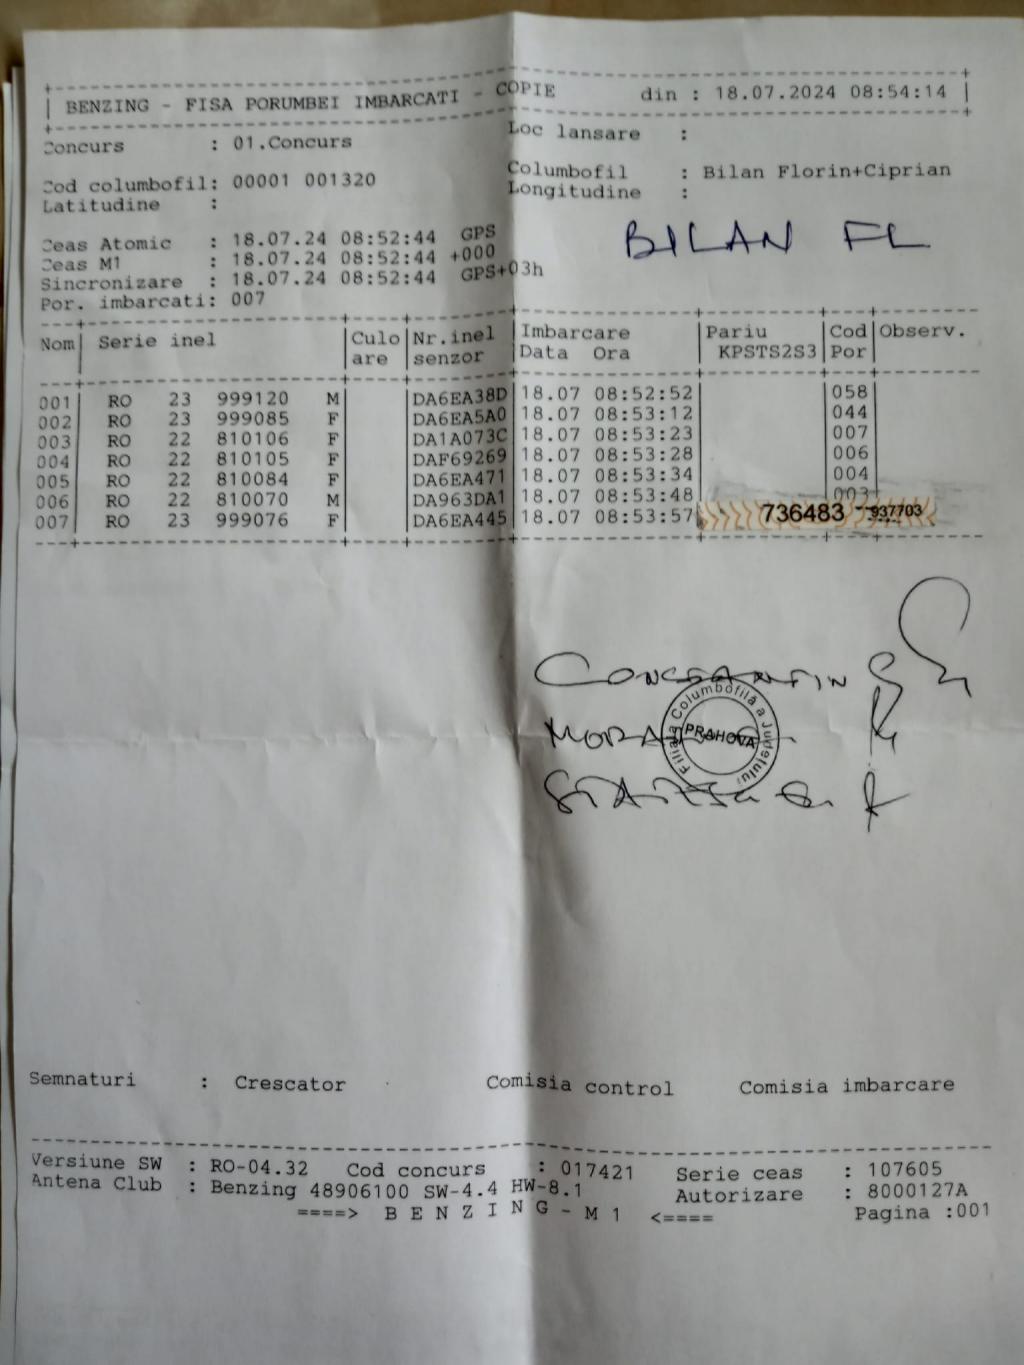 BENZING - FISA PORUMBEI IMBARCATI - COPIE din : 18.07.2024 08:54:14
Concurs : 01.Concurs Loc lansare :
Cod columbofil: 00001 001320 Columbofil : Bilan Florin+Ciprian
Latitudine : Longitudine :
BILAN FL
Ceas Atomic : 18.07.24 08:52:44 GPS
Ceas M1 : 18.07.24 08:52:44 +000
Sincronizare : 18.07.24 08:52:44 GPS+03h
Por. imbarcati: 007
Nom| Serie inel |Culo|Nr.inel|Imbarcare |Pariu |Cod|Observ.
are |senzor |Data Ora | KPSTS2S3|Por|
001| RO 23 999120 M| |DA6EA38D|18.07 08:52:52| |058|
002| RO 23 999085 F| |DA6EA5A0|18.07 08:53:12| |044|
003| RO 22 810106 F| |DA1A073C|18.07 08:53:23| |007|
004| RO 22 810105 F| |DAF69269|18.07 08:53:28| |006|
005| RO 22 810084 F| |DA6EA471|18.07 08:53:34| |004|
006| RO 22 810070 M| |DA963DA1|18.07 08:53:48| |003|
007| RO 23 999076 F| |DA6EA445|18.07 08:53:57| 736483 937703
CONSTANTIN
Filiala Columbofilă a Județului
PRAHOVA
Semnaturi : Crescator Comisia control Comisia imbarcare
Versiune SW : RO-04.32 Cod concurs : 017421 Serie ceas : 107605
Antena Club : Benzing 48906100 SW-4.4 HW-8.1 Autorizare : 8000127A
====> B E N Z I N G - M 1 <==== Pagina :001